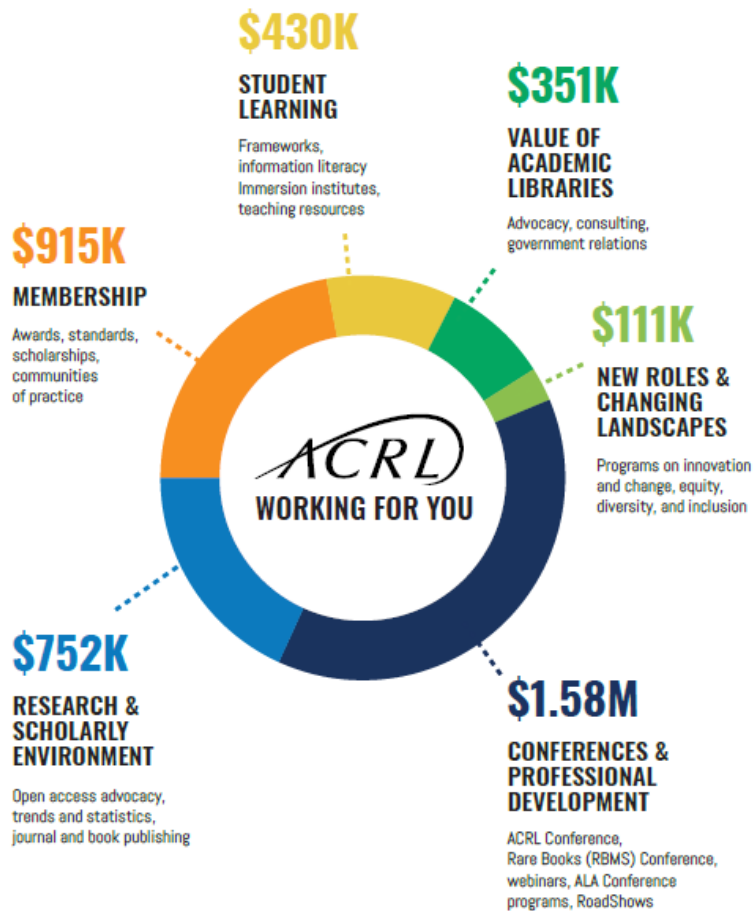 $430K
STUDENT
LEARNING
Frameworks,
information literacy
Immersion institutes,
teaching resources
$351K
VALUE OF
ACADEMIC
LIBRARIES
Advocacy, consulting,
government relations
$915K
MEMBERSHIP
Awards, standards,
scholarships,
communities
of practice
$111K
NEW ROLES &
CHANGING
LANDSCAPES
Programs on innovation
and change, equity,
diversity, and inclusion
ACRL
WORKING FOR YOU
$752K
RESEARCH &
SCHOLARLY
ENVIRONMENT
Open access advocacy,
trends and statistics,
journal and book publishing
$1.58M
CONFERENCES &
PROFESSIONAL
DEVELOPMENT
ACRL Conference,
Rare Books (RBMS) Conference,
webinars, ALA Conference
programs, RoadShows